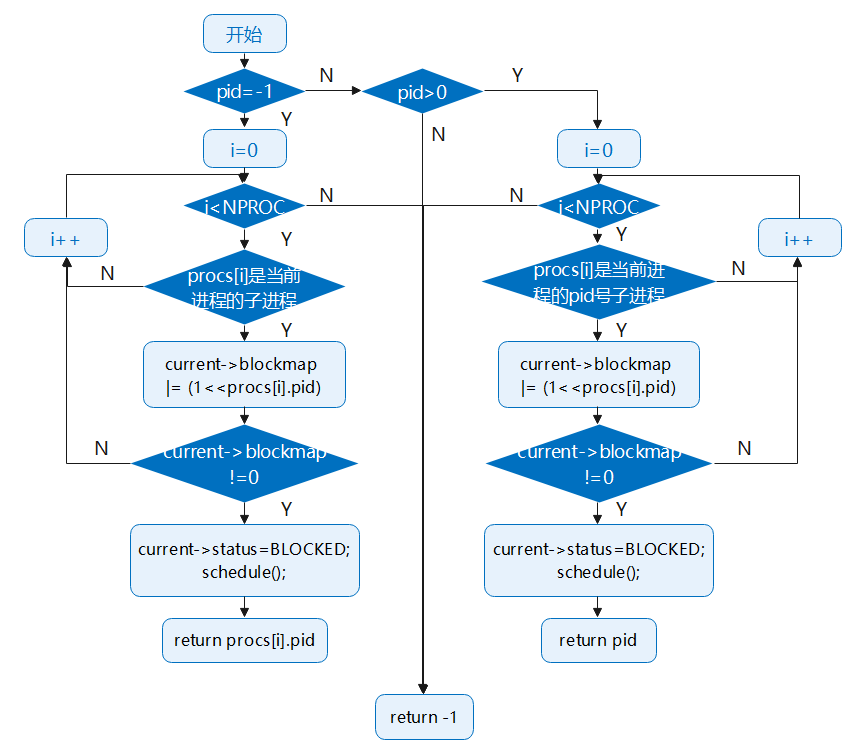 开始
pid=-1
N
pid>0
Y
Y
N
i=0
i=0
i<NPROC
N
N
i<NPROC
i++
Y
Y
i++
procs[i]是当前
进程的子进程
N
procs[i]是当前进
程的pid号子进程
N
Y
Y
current->blockmap
|= (1<<procs[i].pid)
current->blockmap
|= (1<<procs[i].pid)
N
current->blockmap
!=0
current->blockmap
!=0
N
Y
Y
current->status=BLOCKED;
schedule();
current->status=BLOCKED;
schedule();
return procs[i].pid
return pid
return -1